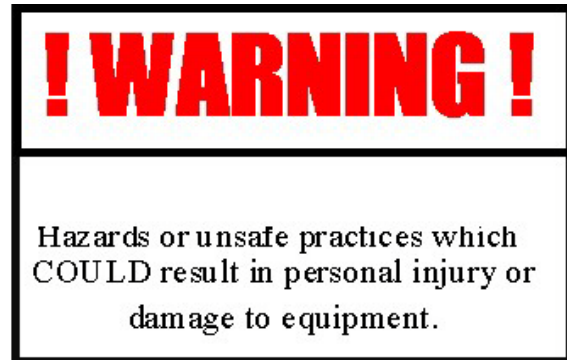 ! WARNING !
Hazards or unsafe practices which
COULD result in personal injury or
damage to equipment.